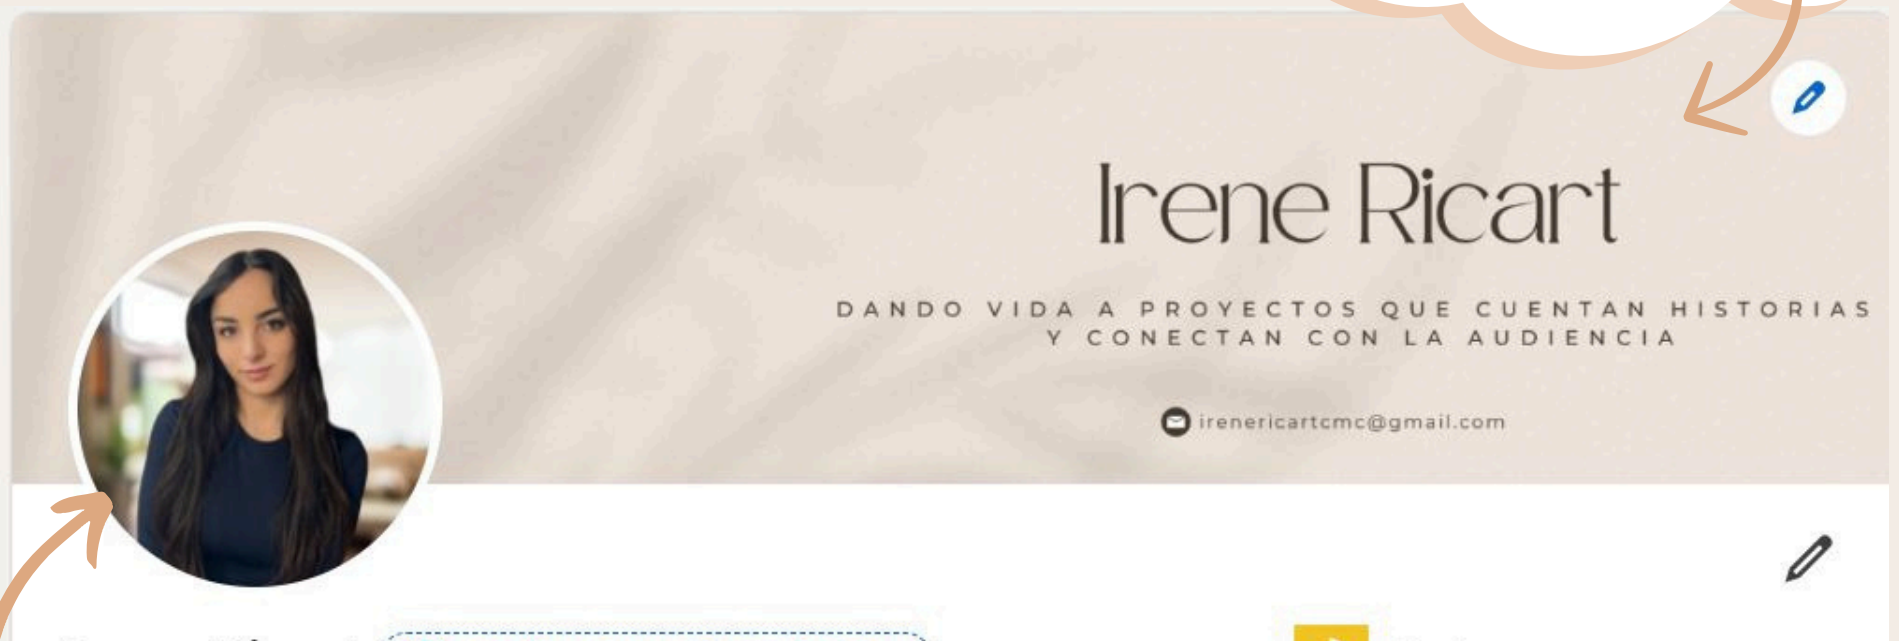 Irene Ricart
DANDO VIDA A PROYECTOS QUE CUENTAN HISTORIAS
Y CONECTAN CON LA AUDIENCIA
irenericartcmc@gmail.com